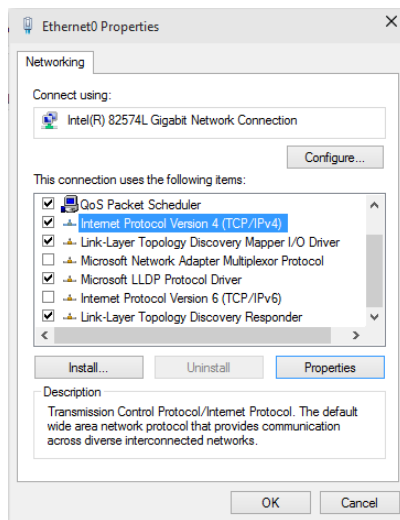 Ethernet0 Properties
Networking
Connect using:
Intel(R) 82574L Gigabit Network Connection
Configure...
This connection uses the following items:
QoS Packet Scheduler
Internet Protocol Version 4 (TCP/IPv4)
Link-Layer Topology Discovery Mapper I/O Driver
Microsoft Network Adapter Multiplexor Protocol
Microsoft LLDP Protocol Driver
Internet Protocol Version 6 (TCP/IPv6)
Link-Layer Topology Discovery Responder
Install... Uninstall Properties
Description
Transmission Control Protocol/Internet Protocol. The default
wide area network protocol that provides communication
across diverse interconnected networks.
OK Cancel